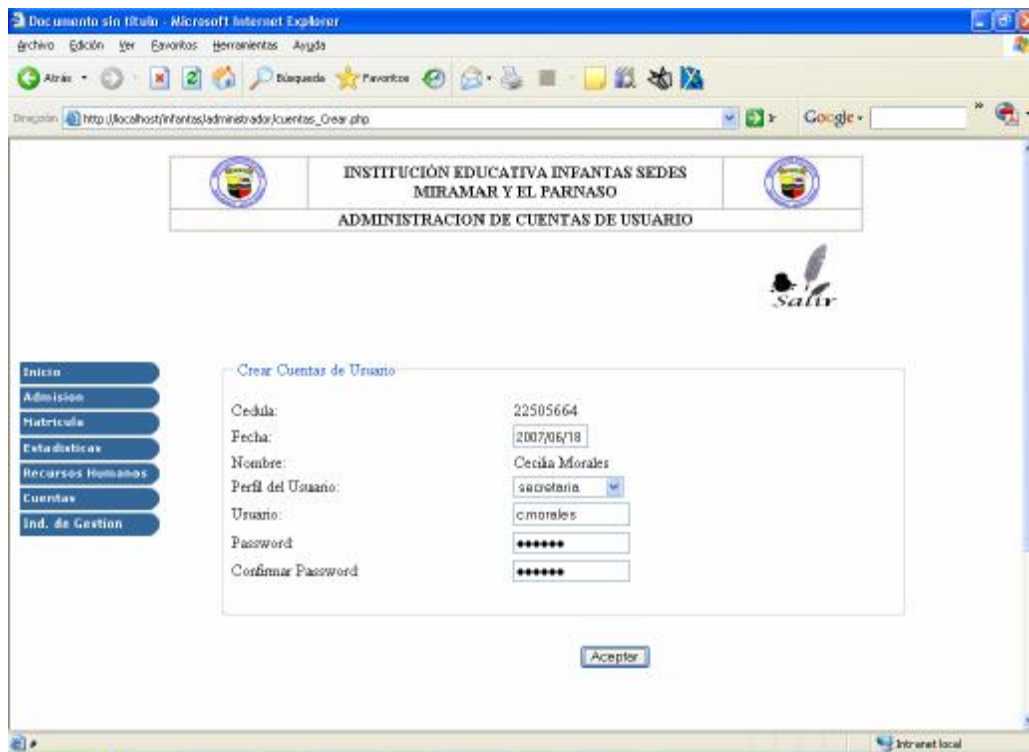 Documento sin título - Microsoft Internet Explorer
Archivo Edición Ver Favoritos Herramientas Ayuda
Atrás Búsqueda Favoritos
Dirección http://localhost/infantas/administrador/cuentas_Crear.php Ir Google
INSTITUCIÓN EDUCATIVA INFANTAS SEDES
MIRAMAR Y EL PARNASO
ADMINISTRACION DE CUENTAS DE USUARIO
Salir
Inicio
Admision
Matricula
Estadisticas
Recursos Humanos
Cuentas
Ind. de Gestion
Crear Cuentas de Usuario
Cedula: 22505664
Fecha: 2007/06/18
Nombre: Cecilia Morales
Perfil del Usuario: secretaria
Usuario: cmorales
Password: ●●●●●●
Confirmar Password: ●●●●●●
Aceptar
Intranet local